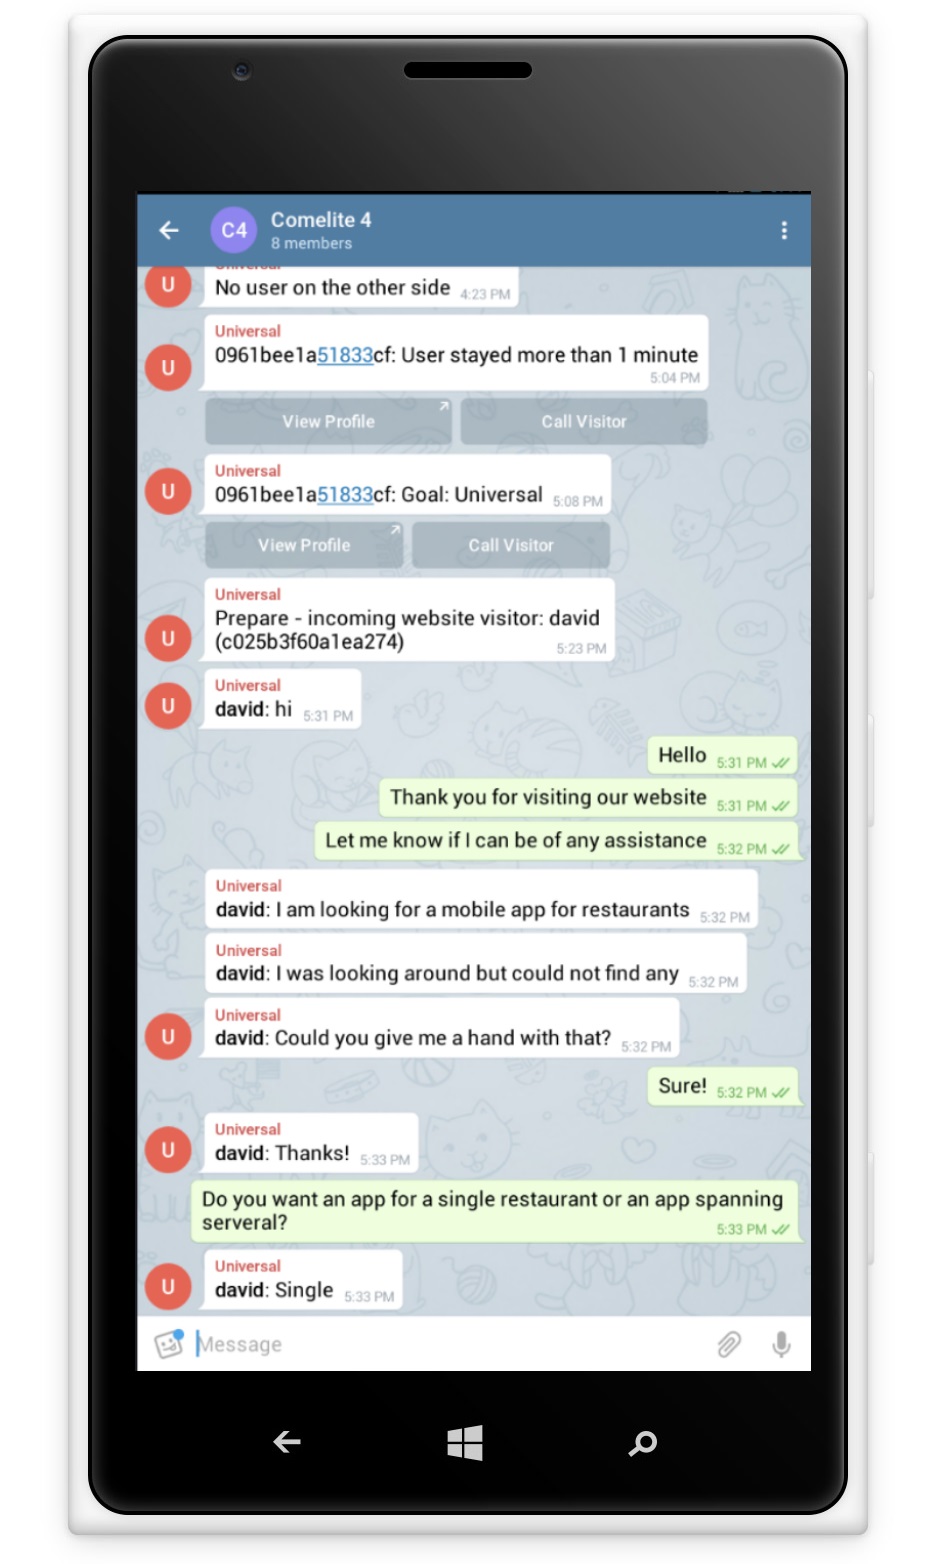 C4
Comelite 4
8 members
Universal
U
No user on the other side 4:23 PM
Universal
U
0961bee1a51833cf: User stayed more than 1 minute
5:04 PM
View Profile
Call Visitor
Universal
U
0961bee1a51833cf: Goal: Universal 5:08 PM
View Profile
Call Visitor
Universal
Prepare - incoming website visitor: david
(c025b3f60a1ea274) 5:23 PM
U
Universal
U
david: hi 5:31 PM
Hello 5:31 PM
Thank you for visiting our website 5:31 PM
Let me know if I can be of any assistance 5:32 PM
Universal
david: I am looking for a mobile app for restaurants 5:32 PM
Universal
david: I was looking around but could not find any 5:32 PM
Universal
U
david: Could you give me a hand with that? 5:32 PM
Sure! 5:32 PM
Universal
U
david: Thanks! 5:33 PM
Do you want an app for a single restaurant or an app spanning
serveral? 5:33 PM
Universal
U
david: Single 5:33 PM
Message